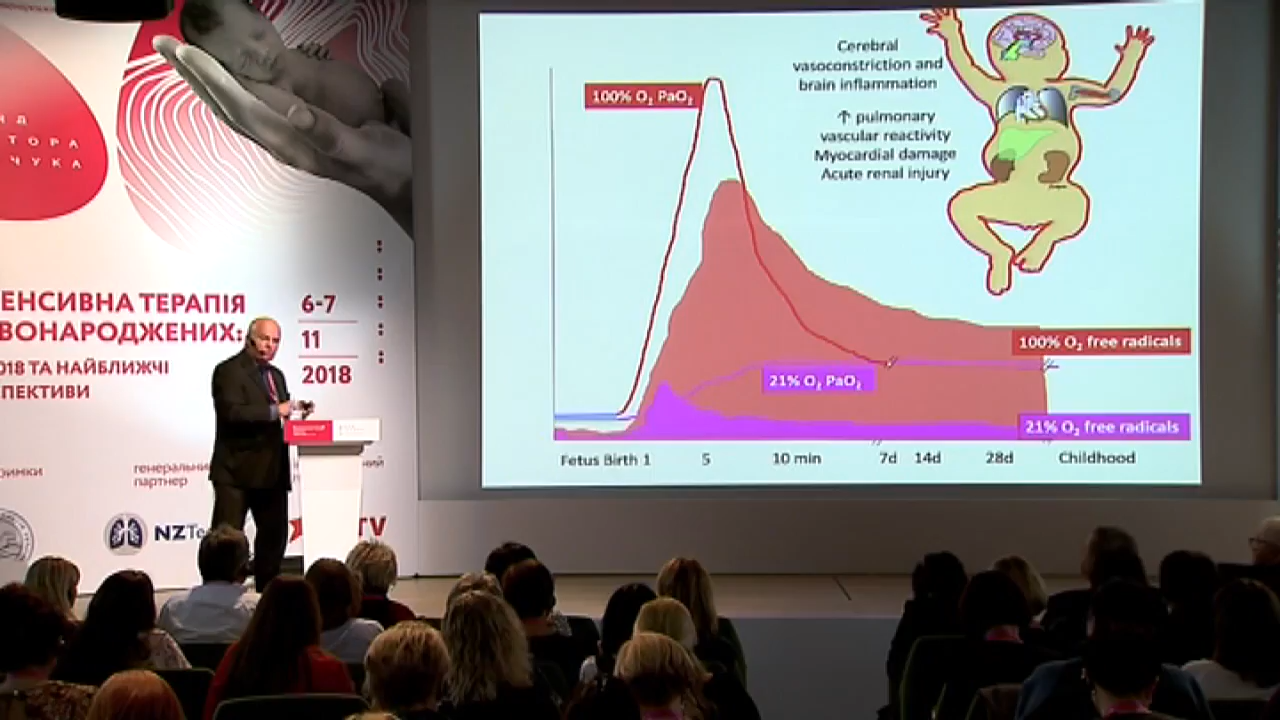 Т О Р А
Ч У К А
ЕНСИВНА ТЕРАПІЯ
ВОНАРОДЖЕНИХ:
018 ТА НАЙБЛИЖЧІ
ПЕКТИВИ
6-7
11
2018
римки
генеральни
партнер
NZTe
TV
Cerebral
vasoconstriction and
brain inflammation
↑ pulmonary
vascular reactivity
Myocardial damage
Acute renal injury
100% O₂ PaO₂
100% O₂ free radicals
21% O₂ PaO₂
21% O₂ free radicals
Fetus Birth 1 5 10 min 7d 14d 28d Childhood